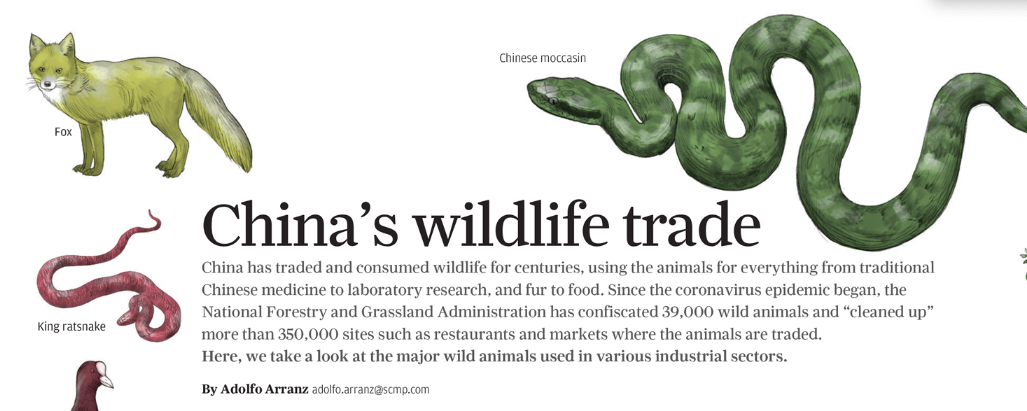 Chinese moccasin
Fox
China’s wildlife trade
China has traded and consumed wildlife for centuries, using the animals for everything from traditional
Chinese medicine to laboratory research, and fur to food. Since the coronavirus epidemic began, the
National Forestry and Grassland Administration has confiscated 39,000 wild animals and “cleaned up”
more than 350,000 sites such as restaurants and markets where the animals are traded.
Here, we take a look at the major wild animals used in various industrial sectors.
King ratsnake
By Adolfo Arranz adolfo.arranz@scmp.com